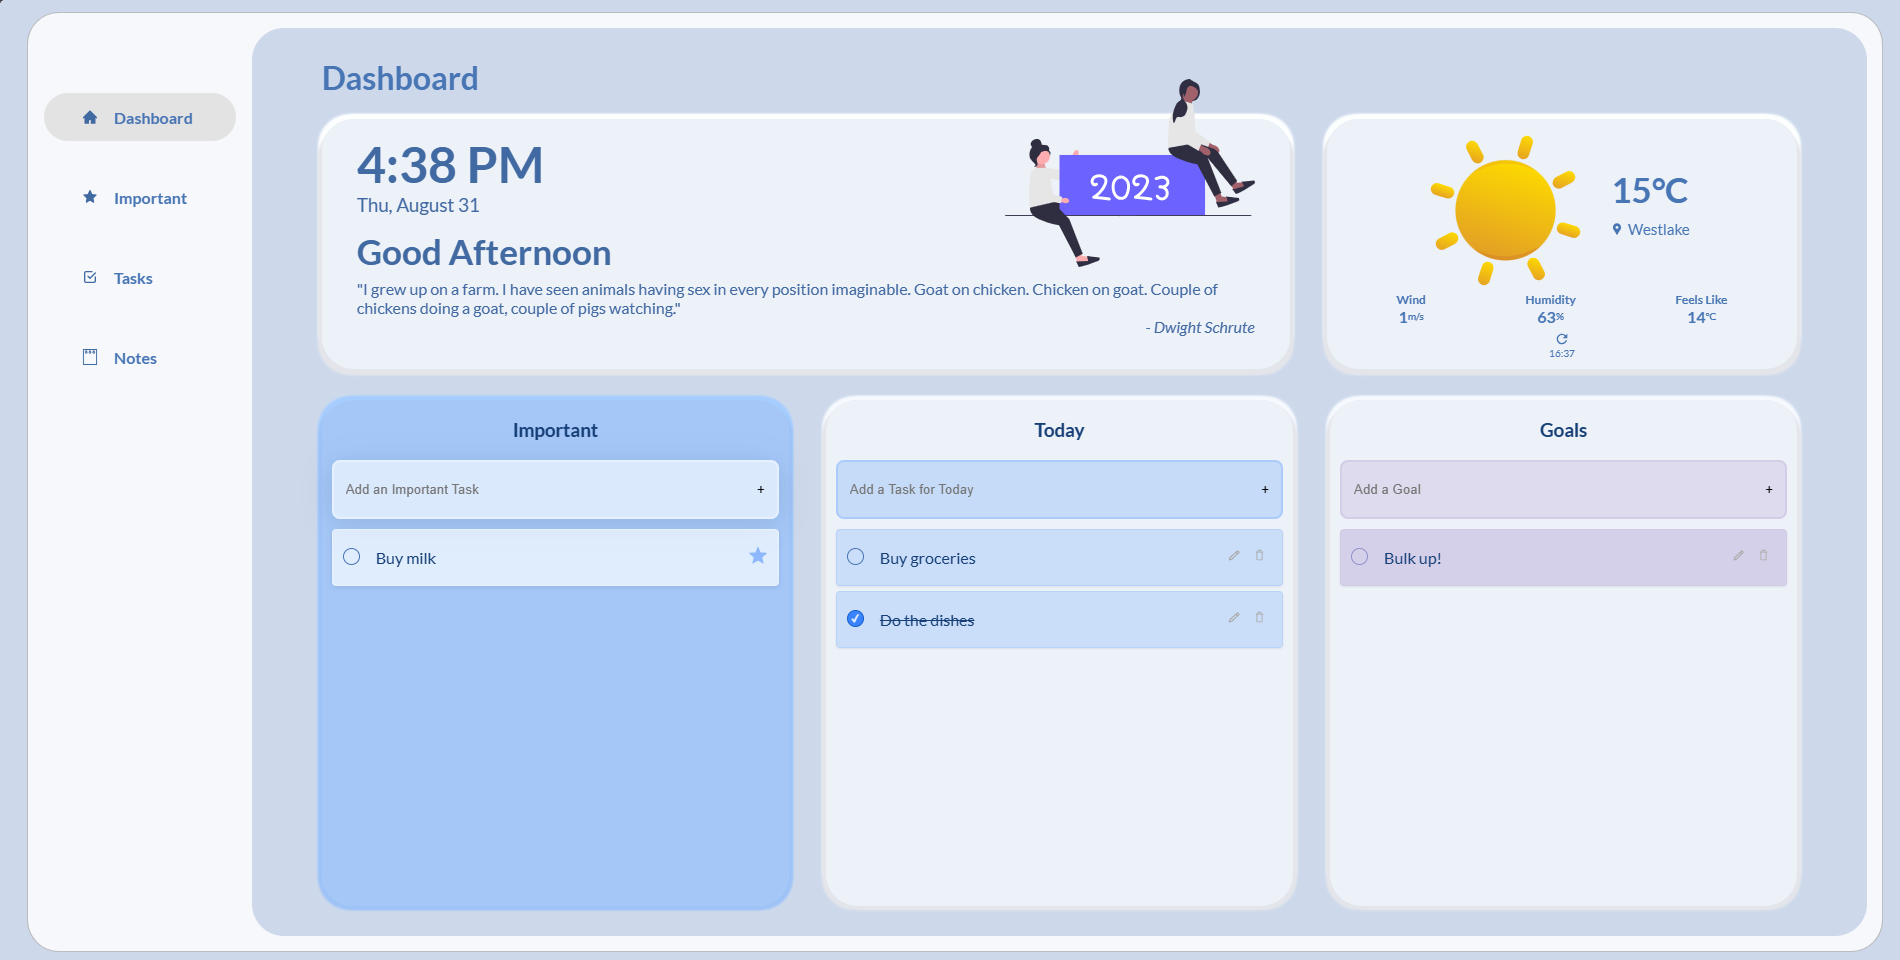 Dashboard
Important
Tasks
Notes
Dashboard
4:38 PM
Thu, August 31
Good Afternoon
"I grew up on a farm. I have seen animals having sex in every position imaginable. Goat on chicken. Chicken on goat. Couple of
chickens doing a goat, couple of pigs watching."
- Dwight Schrute
2023
15°C
Westlake
Wind
1m/s
Humidity
63%
Feels Like
14°C
16:37
Important
Add an Important Task +
Buy milk
Today
Add a Task for Today +
Buy groceries
Do the dishes
Goals
Add a Goal +
Bulk up!